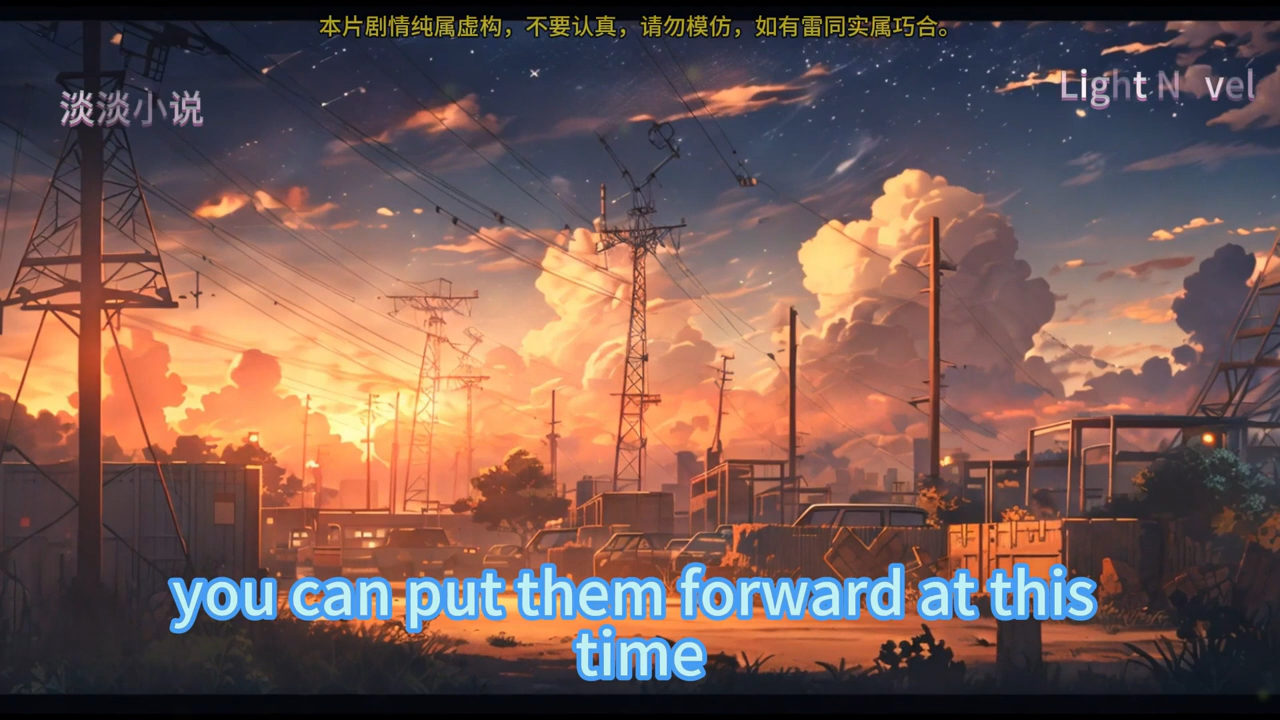 本片剧情纯属虚构，不要认真，请勿模仿，如有雷同实属巧合。
淡淡小说
Light N vel
you can put them forward at this
time